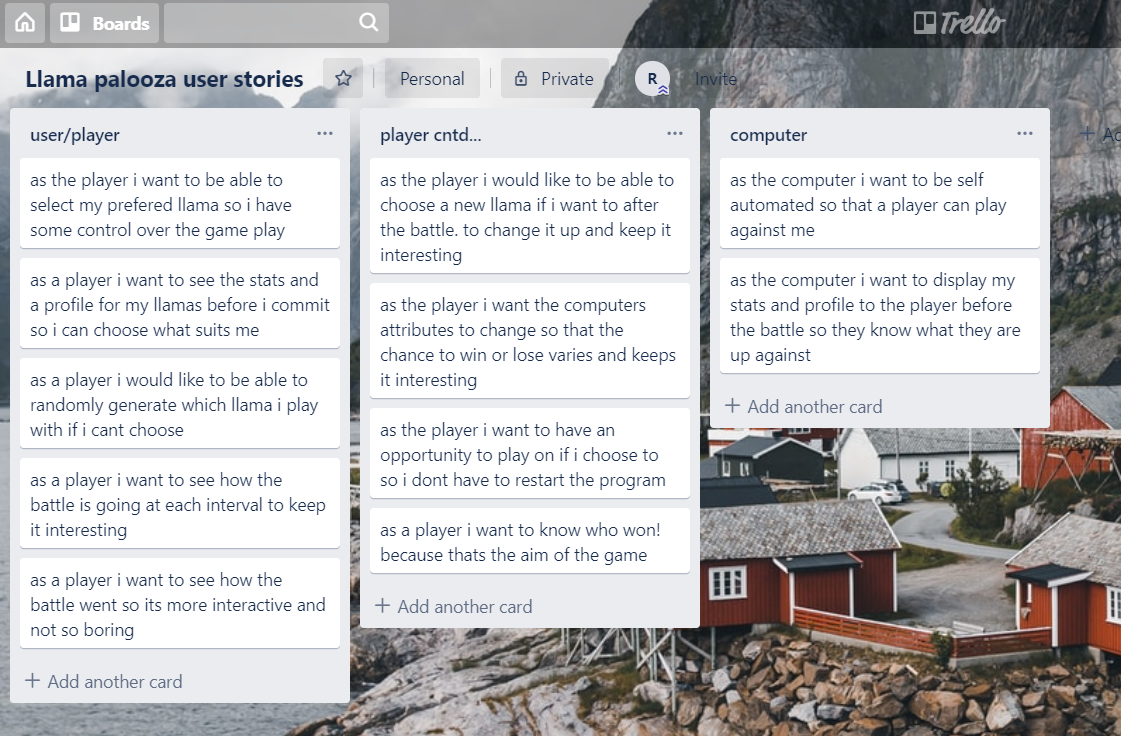 Boards
Trello
Llama palooza user stories
Personal
Private
R
Invite
user/player
as the player i want to be able to
select my prefered llama so i have
some control over the game play
as a player i want to see the stats and
a profile for my llamas before i commit
so i can choose what suits me
as a player i would like to be able to
randomly generate which llama i play
with if i cant choose
as a player i want to see how the
battle is going at each interval to keep
it interesting
as a player i want to see how the
battle went so its more interactive and
not so boring
+ Add another card
player cntd...
as the player i would like to be able to
choose a new llama if i want to after
the battle. to change it up and keep it
interesting
as the player i want the computers
attributes to change so that the
chance to win or lose varies and keeps
it interesting
as the player i want to have an
opportunity to play on if i choose to
so i dont have to restart the program
as a player i want to know who won!
because thats the aim of the game
+ Add another card
computer
as the computer i want to be self
automated so that a player can play
against me
as the computer i want to display my
stats and profile to the player before
the battle so they know what they are
up against
+ Add another card